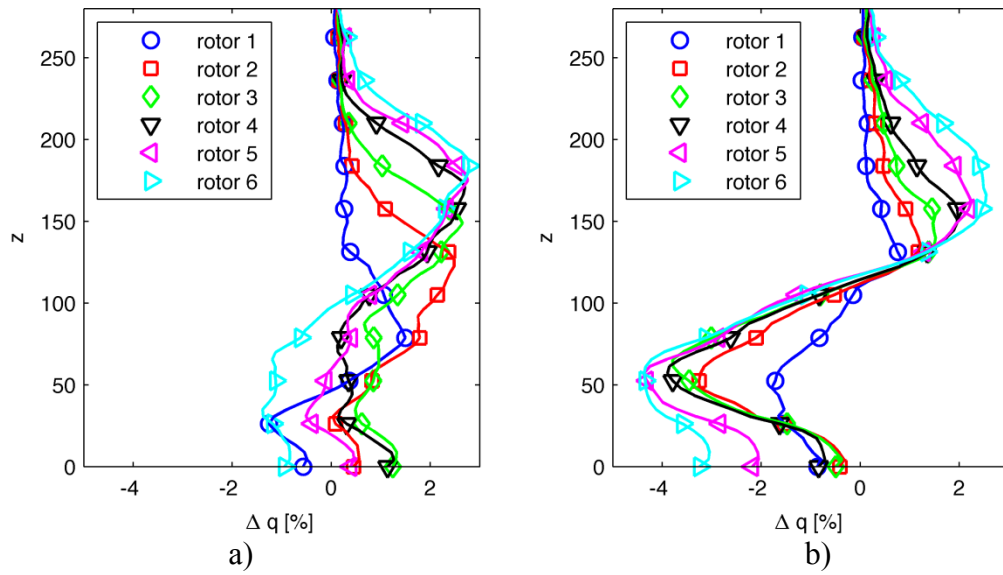 rotor 1
rotor 2
rotor 3
rotor 4
rotor 5
rotor 6
250
200
150
100
50
0
z
-4 -2 0 2
Δ q [%]
a)
rotor 1
rotor 2
rotor 3
rotor 4
rotor 5
rotor 6
250
200
150
100
50
0
z
-4 -2 0 2
Δ q [%]
b)